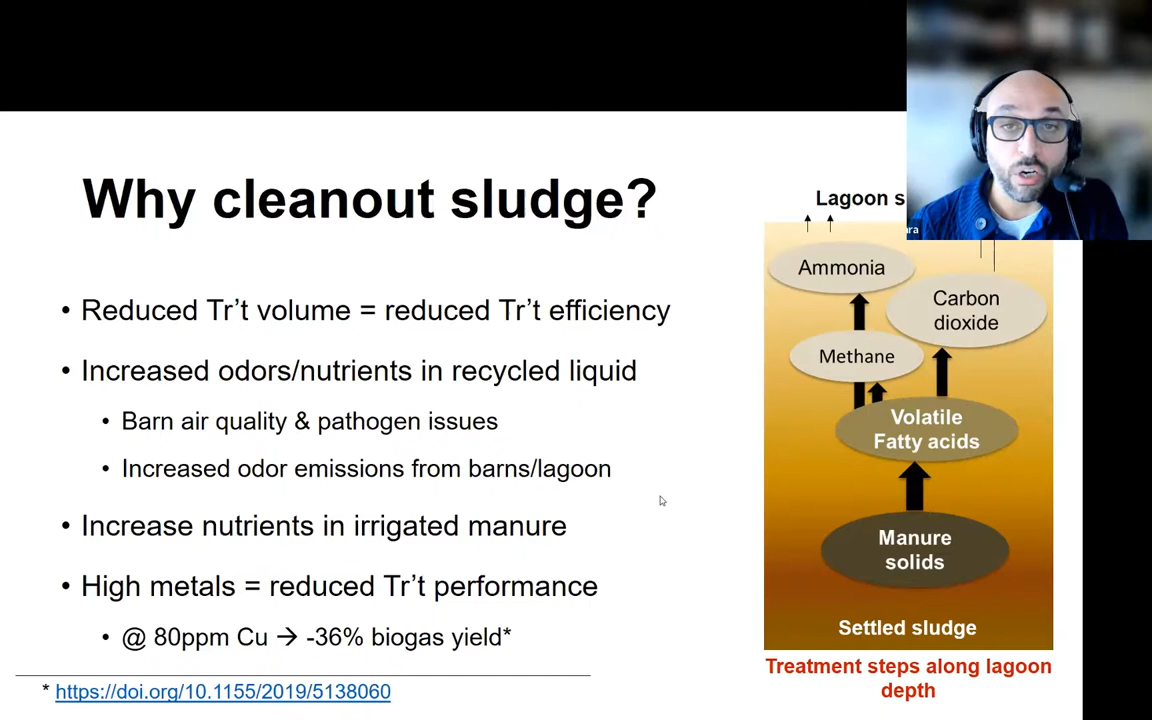 Why cleanout sludge?
• Reduced Tr’t volume = reduced Tr’t efficiency
• Increased odors/nutrients in recycled liquid
• Barn air quality & pathogen issues
• Increased odor emissions from barns/lagoon
• Increase nutrients in irrigated manure
• High metals = reduced Tr’t performance
• @ 80ppm Cu → -36% biogas yield*
* https://doi.org/10.1155/2019/5138060
Lagoon
Ammonia
Carbon
dioxide
Methane
Volatile
Fatty acids
Manure
solids
Settled sludge
Treatment steps along lagoon
depth